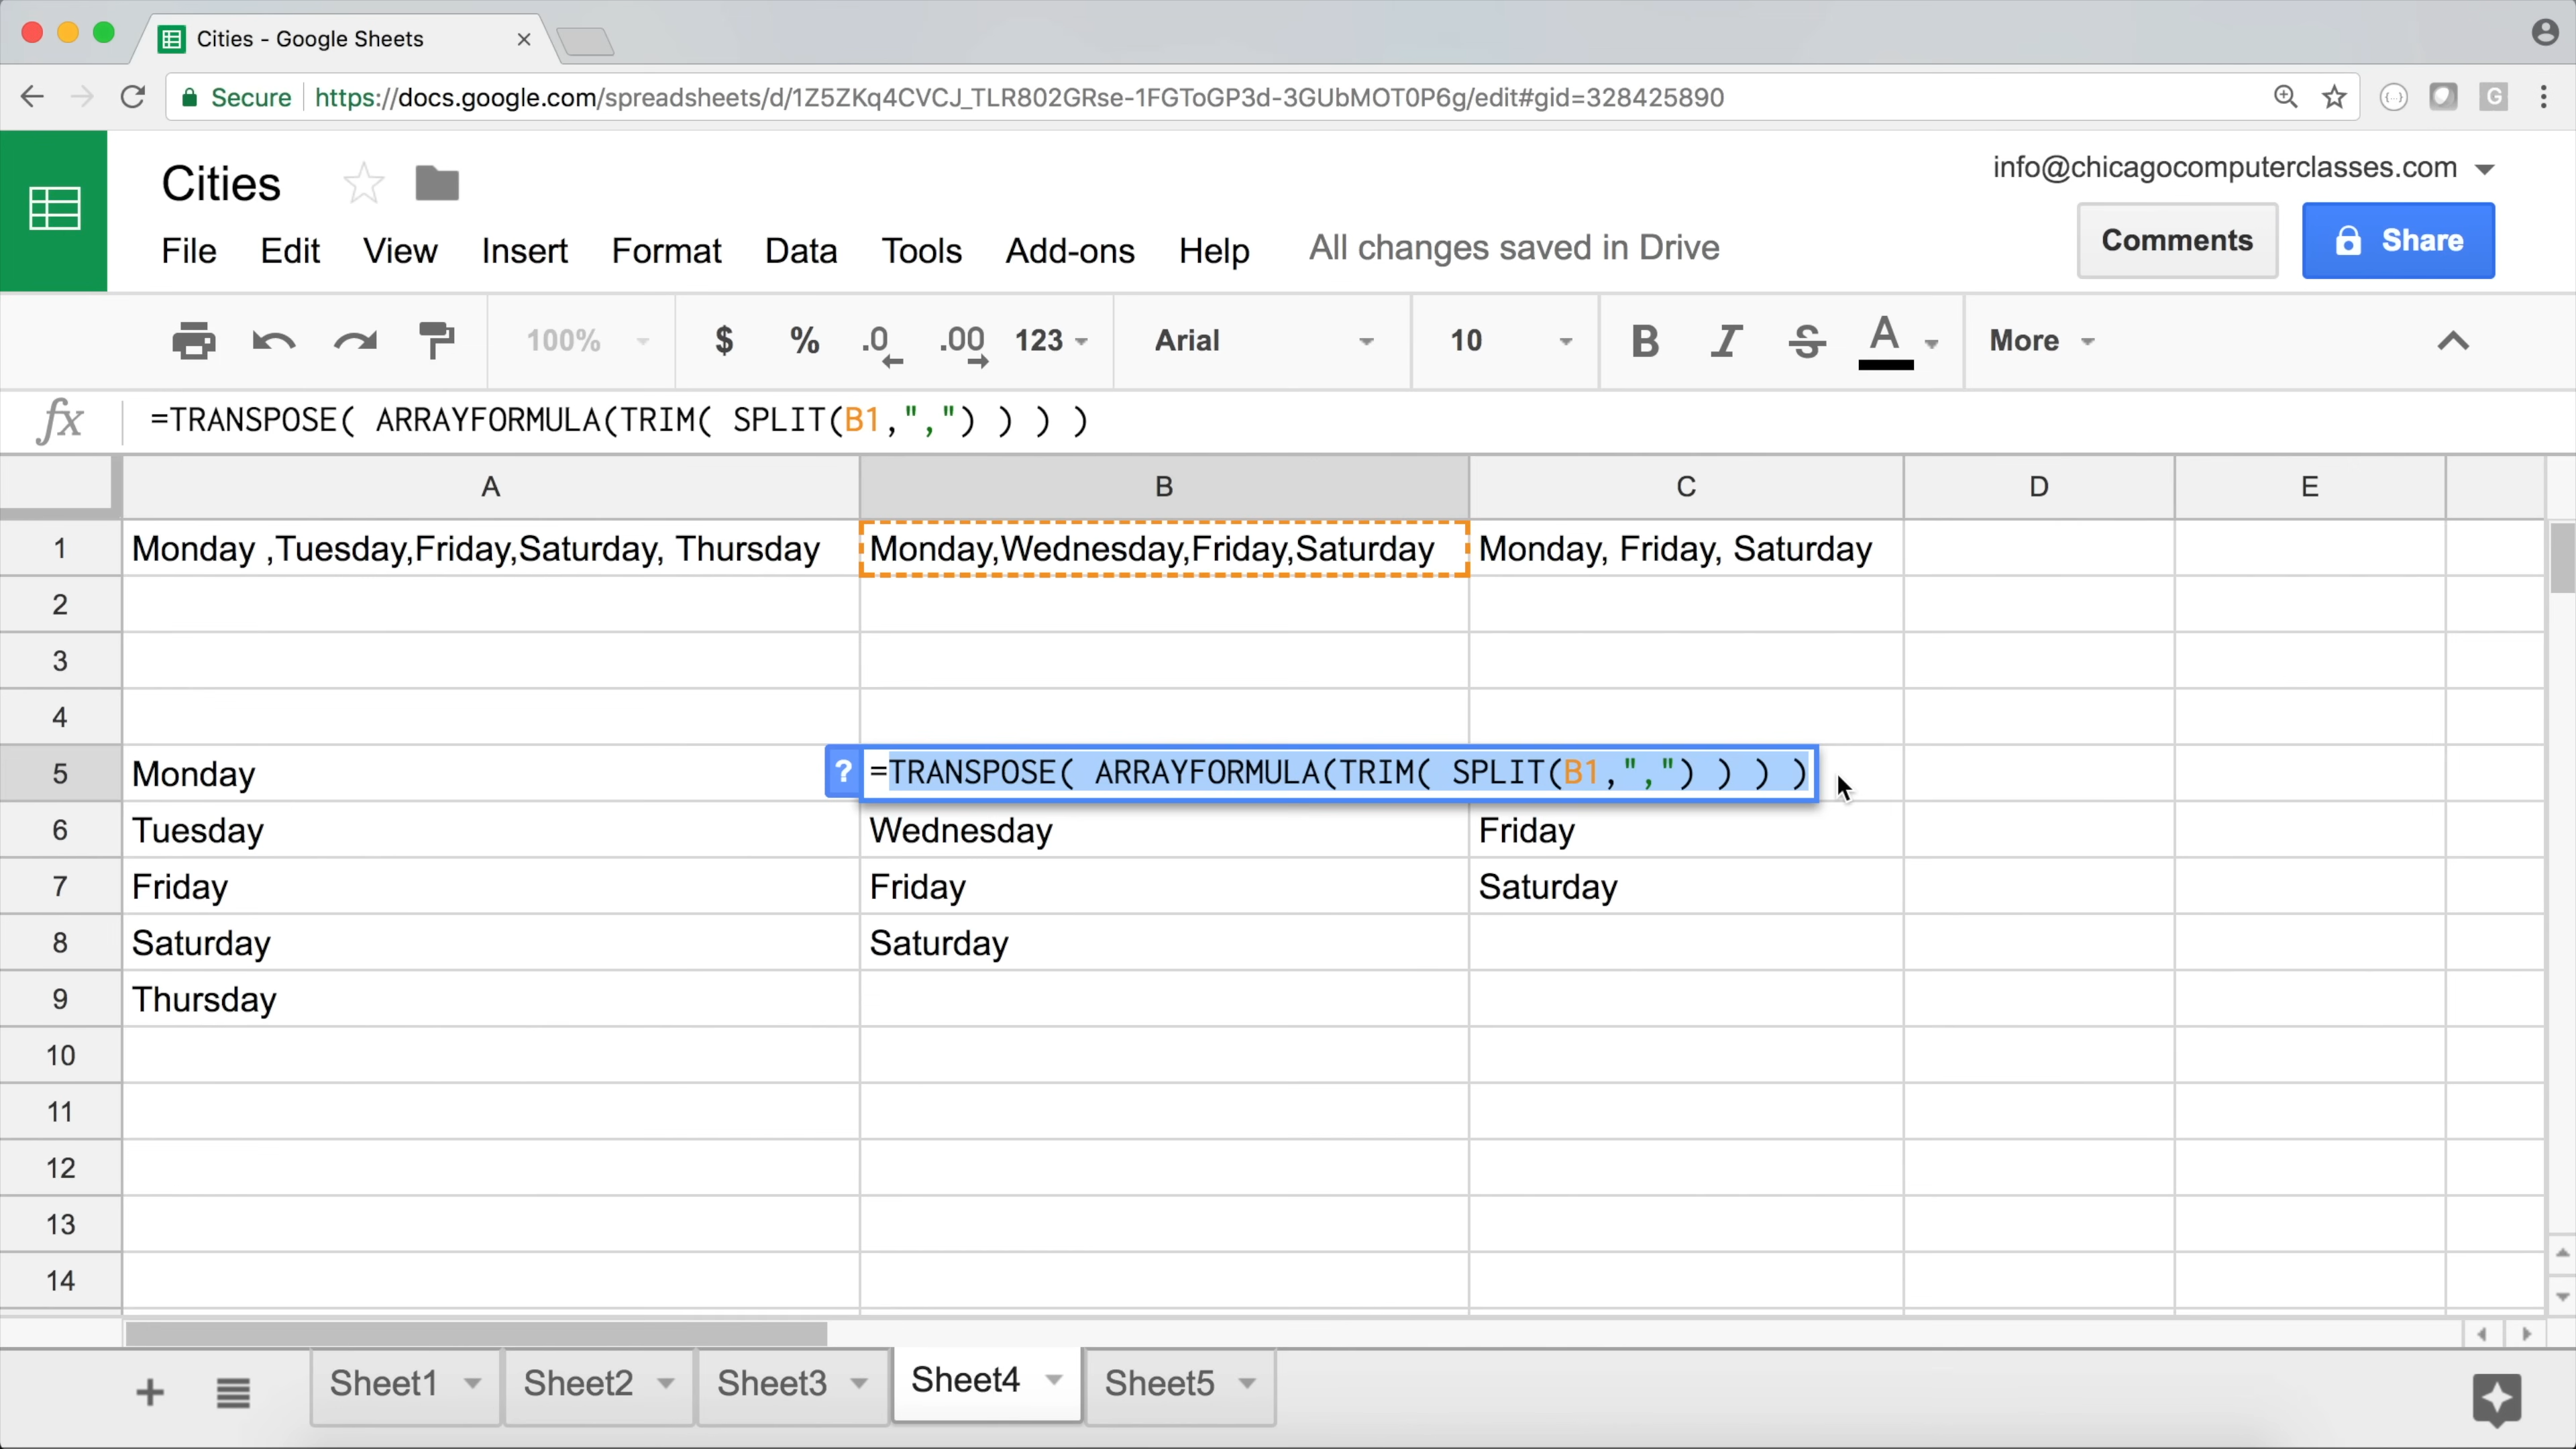 Cities - Google Sheets
Secure https://docs.google.com/spreadsheets/d/1Z5ZKq4CVCJ_TLR802GRse-1FGToGP3d-3GUbMOT0P6g/edit#gid=328425890 G
Cities
info@chicagocomputerclasses.com
File Edit View Insert Format Data Tools Add-ons Help All changes saved in Drive
Comments Share
100% $ % .0 .00 123 Arial 10 B I S A More
fx =TRANSPOSE( ARRAYFORMULA(TRIM( SPLIT(B1,",") ) ) )
A B C D E
1 Monday ,Tuesday,Friday,Saturday, Thursday Monday,Wednesday,Friday,Saturday Monday, Friday, Saturday
2
3
4
5 Monday ? =TRANSPOSE( ARRAYFORMULA(TRIM( SPLIT(B1,",") ) ) )
6 Tuesday Wednesday Friday
7 Friday Friday Saturday
8 Saturday Saturday
9 Thursday
10
11
12
13
14
+ Sheet1 Sheet2 Sheet3 Sheet4 Sheet5